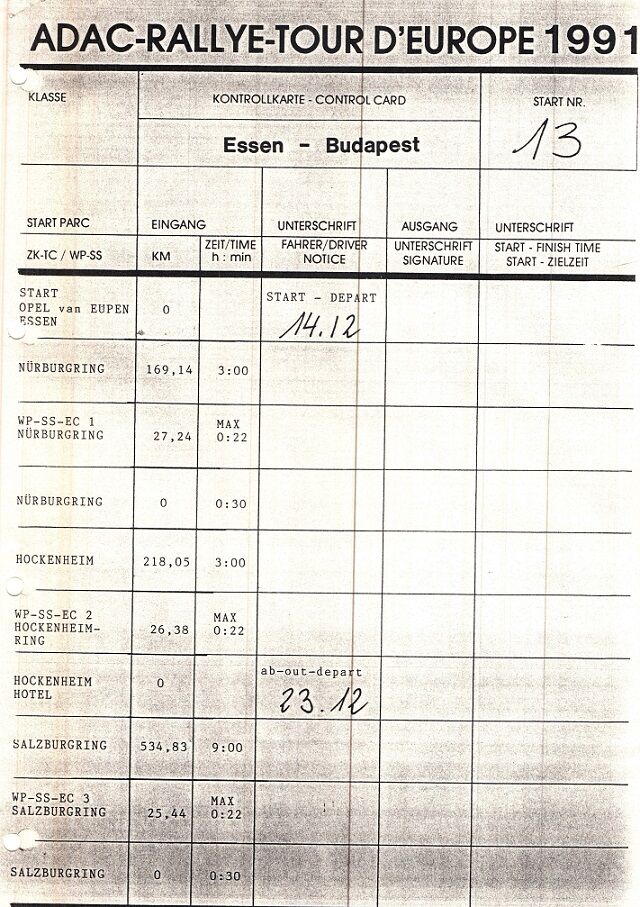 ADAC-RALLYE-TOUR D'EUROPE 1991
KLASSE
KONTROLLKARTE - CONTROL CARD
START NR.
Essen - Budapest
13
START PARC EINGANG UNTERSCHRIFT AUSGANG UNTERSCHRIFT
ZK-TC / WP-SS KM ZEIT/TIME h : min FAHRER/DRIVER NOTICE UNTERSCHRIFT SIGNATURE START - FINISH TIME START - ZIELZEIT
START START - DEPART
OPEL van EUPEN 0
ESSEN 14.12
NÜRBURGRING 169,14 3:00
WP-SS-EC 1 MAX
NÜRBURGRING 27,24 0:22
NÜRBURGRING 0 0:30
HOCKENHEIM 218,05 3:00
WP-SS-EC 2 MAX
HOCKENHEIM- 26,38 0:22
RING
ab-out-depart
HOCKENHEIM 0
HOTEL 23.12
SALZBURGRING 534,83 9:00
WP-SS-EC 3 MAX
SALZBURGRING 25,44 0:22
SALZBURGRING 0 0:30